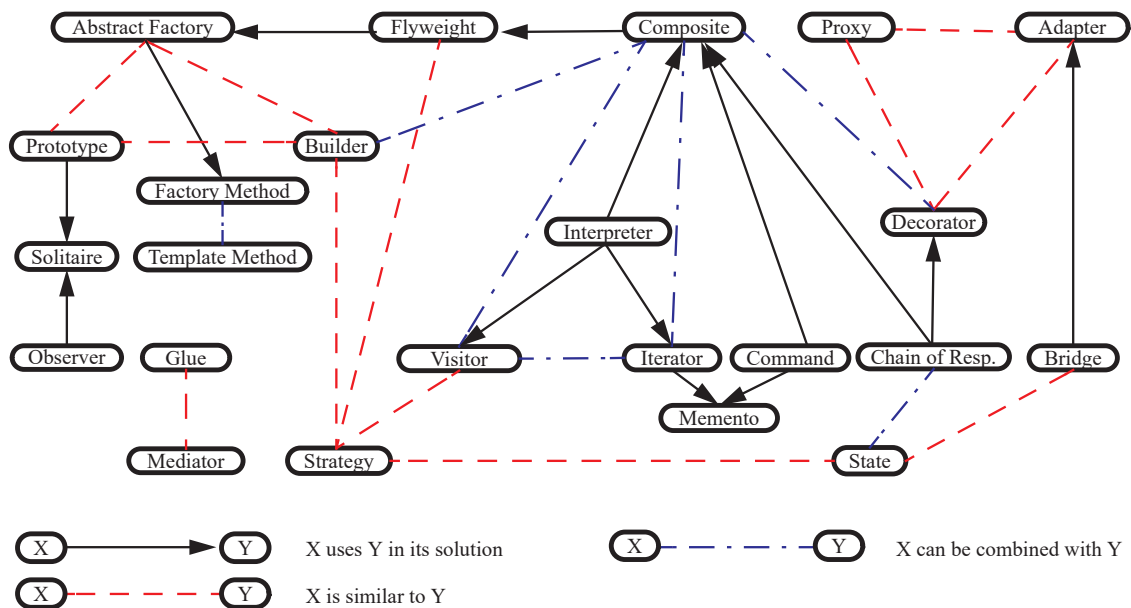 Abstract Factory
Flyweight
Composite
Proxy
Adapter
Prototype
Builder
Factory Method
Decorator
Interpreter
Solitaire
Template Method
Observer
Glue
Visitor
Iterator
Command
Chain of Resp.
Bridge
Memento
Mediator
Strategy
State
X Y X uses Y in its solution
X Y X can be combined with Y
X Y X is similar to Y